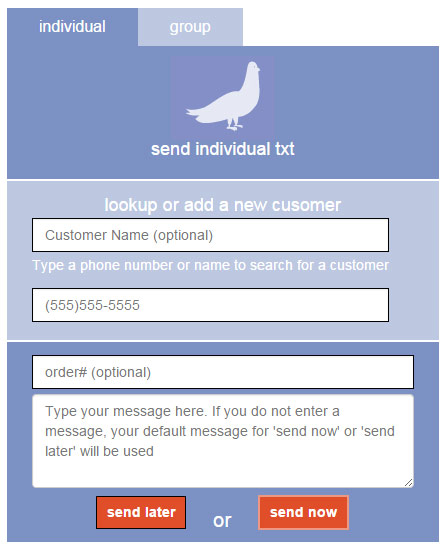 individual
group
send individual txt
lookup or add a new cusomer
Customer Name (optional)
Type a phone number or name to search for a customer
(555)555-5555
order# (optional)
Type your message here. If you do not enter a
message, your default message for 'send now' or 'send
later' will be used
send later
or
send now